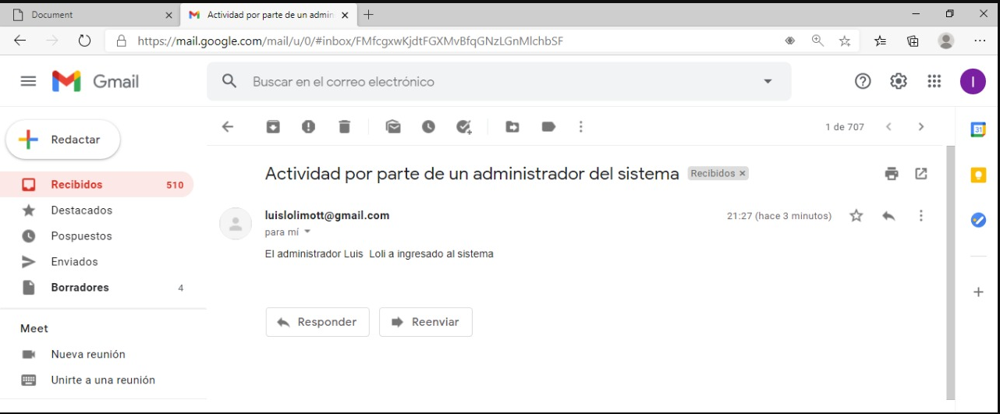 Document
Actividad por parte de un admin
https://mail.google.com/mail/u/0/#inbox/FMfcgxwKjdtFGXMvBfqGNzLGnMlchbSF
Gmail
Buscar en el correo electrónico
I
Redactar
1 de 707
31
Actividad por parte de un administrador del sistema Recibidos ×
Recibidos 510
Destacados
luislolimott@gmail.com 21:27 (hace 3 minutos)
para mí
Pospuestos
El administrador Luis  Loli a ingresado al sistema
Enviados
Borradores 4
Responder Reenviar
Meet
Nueva reunión
Unirte a una reunión